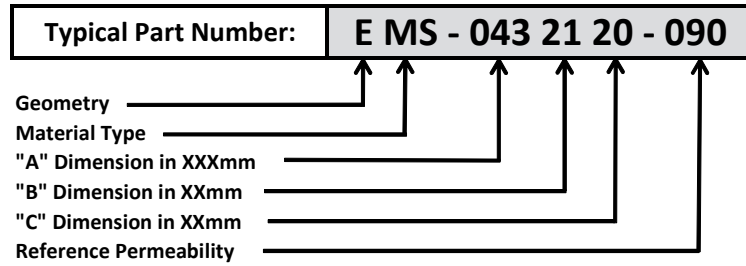 Typical Part Number: E MS - 043 21 20 - 090
Geometry
Material Type
"A" Dimension in XXXmm
"B" Dimension in XXmm
"C" Dimension in XXmm
Reference Permeability